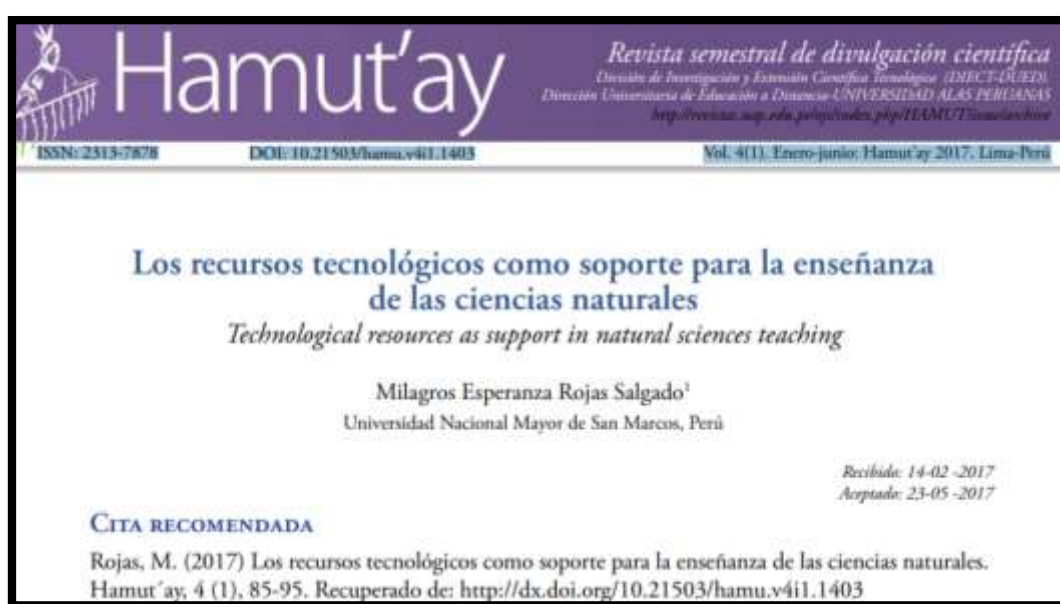 Hamut'ay
Revista semestral de divulgación científica
División de Investigación y Extensión Científica Tecnológica (DIECT-DUED).
Dirección Universitaria de Educación a Distancia-UNIVERSIDAD ALAS PERUANAS
ISSN: 2313-7878 DOI: 10.21503/hamu.v4i1.1403 Vol. 4(1). Enero-junio: Hamut'ay 2017. Lima-Perú
Los recursos tecnológicos como soporte para la enseñanza
de las ciencias naturales
Technological resources as support in natural sciences teaching
Milagros Esperanza Rojas Salgado¹
Universidad Nacional Mayor de San Marcos, Perú
Recibido: 14-02 -2017
Aceptado: 23-05 -2017
CITA RECOMENDADA
Rojas, M. (2017) Los recursos tecnológicos como soporte para la enseñanza de las ciencias naturales.
Hamut´ay, 4 (1), 85-95. Recuperado de: http://dx.doi.org/10.21503/hamu.v4i1.1403